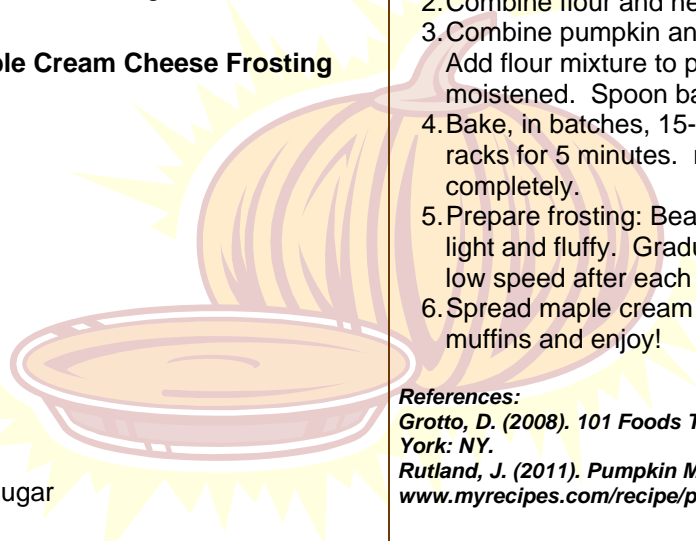 ple Cream Cheese Frosting
ugar
2.Combine flour and ne
3.Combine pumpkin an
Add flour mixture to p
moistened.  Spoon ba
4.Bake, in batches, 15-
racks for 5 minutes.
completely.
5.Prepare frosting: Bea
light and fluffy.  Gradu
low speed after each
6.Spread maple cream
muffins and enjoy!
References:
Grotto, D. (2008). 101 Foods T
York: NY.
Rutland, J. (2011). Pumpkin M
www.myrecipes.com/recipe/p